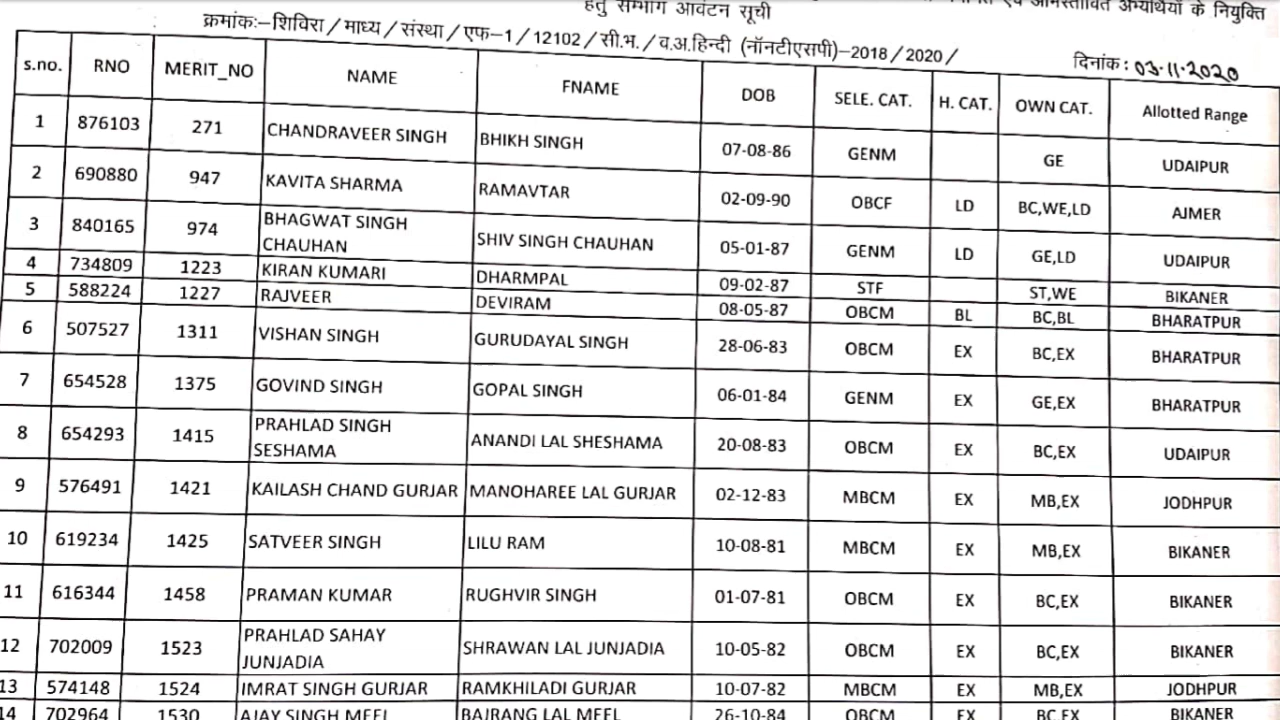 एवं अभ्यर्थियों के नियुक्ति
हेतु सम्भाग आवंटन सूची
क्रमांकः–शिविरा / माध्य / संस्था / एफ–1 / 12102 / सी.भ. / व.अ.हिन्दी (नॉनटीएसपी)–2018 / 2020 /
दिनांक : 03.11.2020
s.no. RNO MERIT_NO NAME FNAME DOB SELE. CAT. H. CAT. OWN CAT. Allotted Range
1 876103 271 CHANDRAVEER SINGH BHIKH SINGH 07-08-86 GENM GE UDAIPUR
2 690880 947 KAVITA SHARMA RAMAVTAR 02-09-90 OBCF LD BC,WE,LD AJMER
3 840165 974 BHAGWAT SINGH CHAUHAN SHIV SINGH CHAUHAN 05-01-87 GENM LD GE,LD UDAIPUR
4 734809 1223 KIRAN KUMARI DHARMPAL 09-02-87 STF ST,WE BIKANER
5 588224 1227 RAJVEER DEVIRAM 08-05-87 OBCM BL BC,BL BHARATPUR
6 507527 1311 VISHAN SINGH GURUDAYAL SINGH 28-06-83 OBCM EX BC,EX BHARATPUR
7 654528 1375 GOVIND SINGH GOPAL SINGH 06-01-84 GENM EX GE,EX BHARATPUR
8 654293 1415 PRAHLAD SINGH SESHAMA ANANDI LAL SHESHAMA 20-08-83 OBCM EX BC,EX UDAIPUR
9 576491 1421 KAILASH CHAND GURJAR MANOHAREE LAL GURJAR 02-12-83 MBCM EX MB,EX JODHPUR
10 619234 1425 SATVEER SINGH LILU RAM 10-08-81 MBCM EX MB,EX BIKANER
11 616344 1458 PRAMAN KUMAR RUGHVIR SINGH 01-07-81 OBCM EX BC,EX BIKANER
12 702009 1523 PRAHLAD SAHAY JUNJADIA SHRAWAN LAL JUNJADIA 10-05-82 OBCM EX BC,EX BIKANER
13 574148 1524 IMRAT SINGH GURJAR RAMKHILADI GURJAR 10-07-82 MBCM EX MB,EX JODHPUR
14 702964 1530 AJAY SINGH MEEL BAJRANG LAL MEEL 26-10-84 OBCM EX BC,EX BIKANER